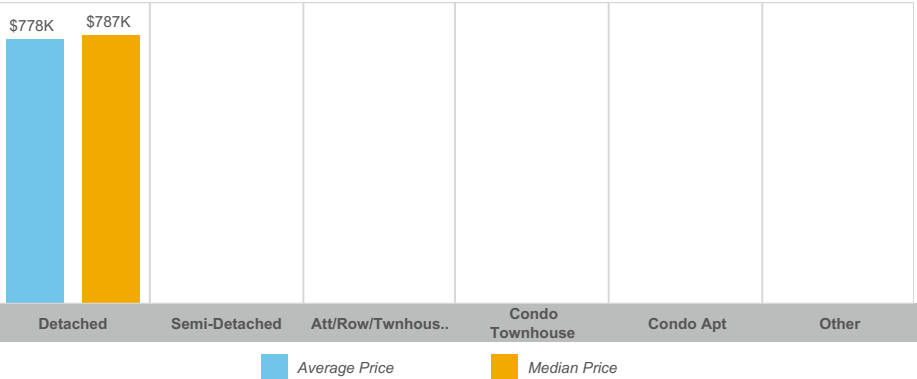 $778K
$787K
Detached
Semi-Detached
Att/Row/Twnhous..
Condo
Townhouse
Condo Apt
Other
Average Price
Median Price